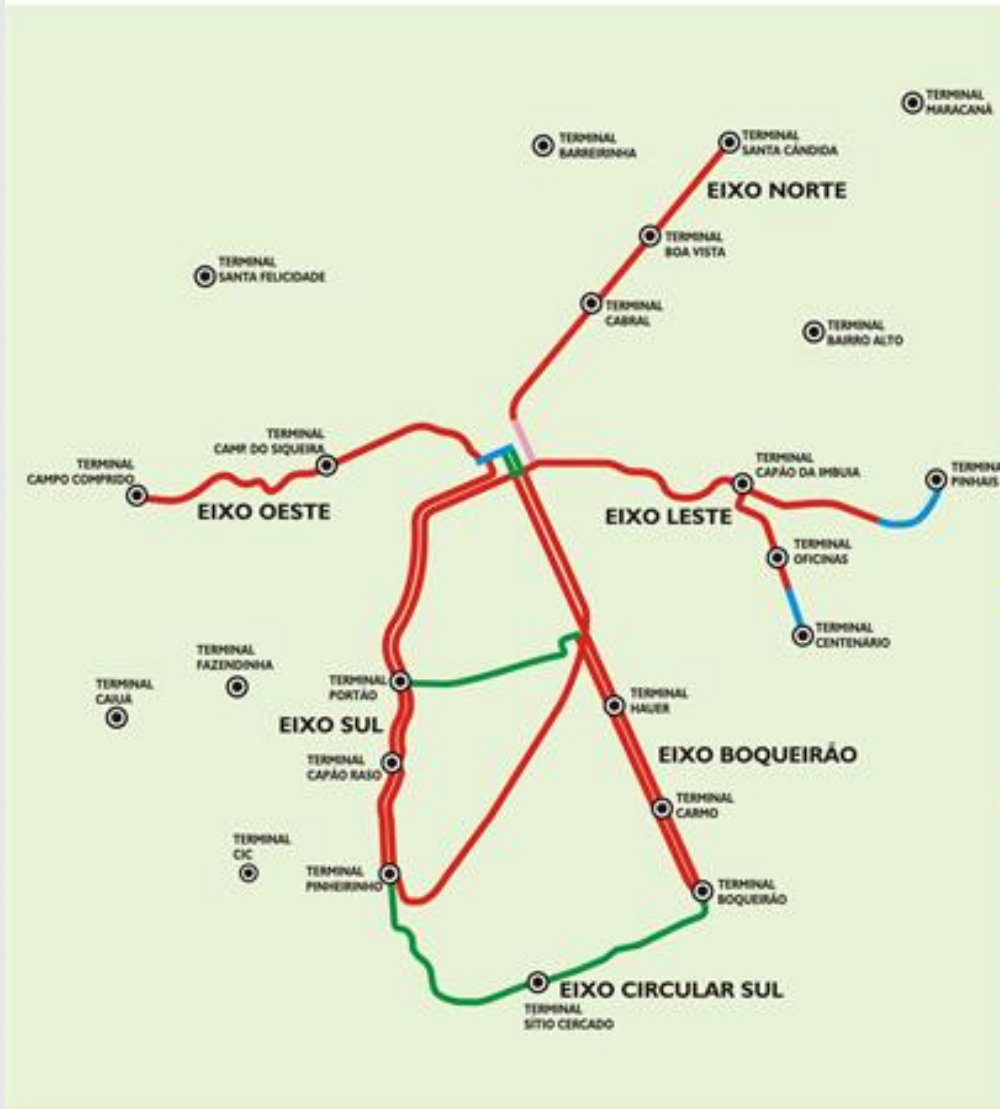 TERMINAL
MARACANÃ
TERMINAL
BARREIRINHA
TERMINAL
SANTA CÂNDIDA
EIXO NORTE
TERMINAL
BOA VISTA
TERMINAL
SANTA FELICIDADE
TERMINAL
CABRAL
TERMINAL
BAIRRO ALTO
TERMINAL
CAMP. DO SIQUEIRA
TERMINAL
CAMPO COMPRIDO
EIXO OESTE
TERMINAL
CAPÃO DA IMBUIA
TERMINA
PINHAIS
EIXO LESTE
TERMINAL
OFICINAS
TERMINAL
CENTENÁRIO
TERMINAL
FAZENDINHA
TERMINAL
CAIUÁ
TERMINAL
PORTÃO
EIXO SUL
TERMINAL
HAUER
TERMINAL
CAPÃO RASO
EIXO BOQUEIRÃO
TERMINAL
CARMO
TERMINAL
CIC
TERMINAL
PINHEIRINHO
TERMINAL
BOQUEIRÃO
EIXO CIRCULAR SUL
TERMINAL
SÍTIO CERCADO